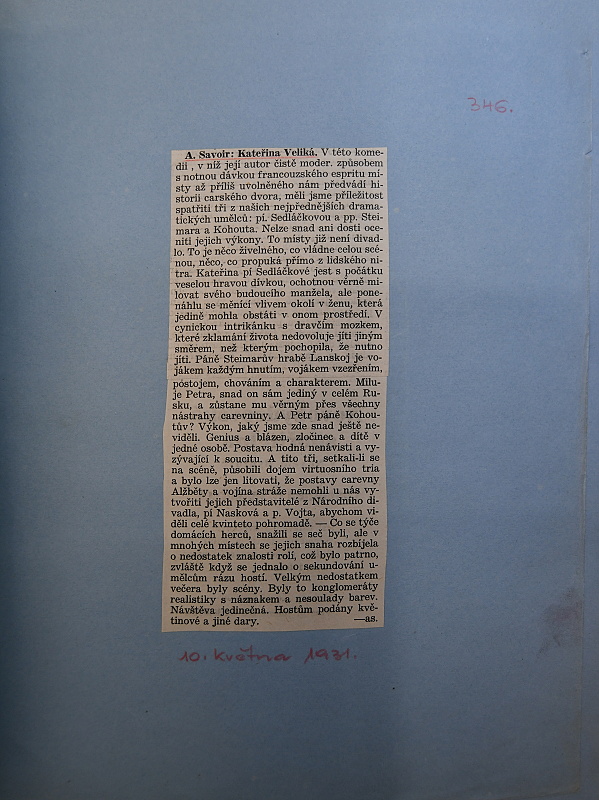 346.
A. Savoir: Kateřina Veliká. V této kome-
dii , v níž její autor čistě moder. způsobem
s notnou dávkou francouzského espritu mí-
sty až příliš uvolněného nám předvádí hi-
storii carského dvora, měli jsme příležitost
spatřiti tři z našich nejpřednějších drama-
tických umělců: pí. Sedláčkovou a pp. Stei-
mara a Kohouta. Nelze snad ani dosti oce-
niti jejich výkony. To místy již není divad-
lo. To je něco živelného, co vládne celou scé-
nou, něco, co propuká přímo z lidského ni-
tra. Kateřina pí Sedláčkové jest s počátku
veselou hravou dívkou, ochotnou věrně mi-
lovat svého budoucího manžela, ale pone-
náhlu se měnící vlivem okolí v ženu, která
jedině mohla obstáti v onom prostředí. V
cynickou intrikánku s dravčím mozkem,
které zklamání života nedovoluje jíti jiným
směrem, než kterým pochopila, že nutno
jíti. Páně Steimarův hrabě Lanskoj je vo-
jákem každým hnutím, vojákem vzezřením,
postojem, chováním a charakterem. Milu-
je Petra, snad on sám jediný v celém Ru-
sku, a zůstane mu věrným přes všechny
nástrahy carevniny. A Petr páně Kohou-
tův? Výkon, jaký jsme zde snad ještě ne-
viděli. Genius a blázen, zločinec a dítě v
jedné osobě. Postava hodná nenávisti a vy-
zývající k soucitu. A tito tři, setkali-li se
na scéně, působili dojem virtuosního tria
a bylo lze jen litovati, že postavy carevny
Alžběty a vojína stráže nemohli u nás vy-
tvořiti jejich představitelé z Národního di-
vadla, pí Nasková a p. Vojta, abychom vi-
děli celé kvinteto pohromadě. — Co se týče
domácích herců, snažili se seč byli, ale v
mnohých místech se jejich snaha rozbíjela
o nedostatek znalosti rolí, což bylo patrno,
zvláště když se jednalo o sekundování u-
mělcům rázu hostí. Velkým nedostatkem
večera byly scény. Byly to konglomeráty
realistiky s náznakem a nesoulady barev.
Návštěva jedinečná. Hostům podány kvě-
tinové a jiné dary. —as.
10. května 1931.